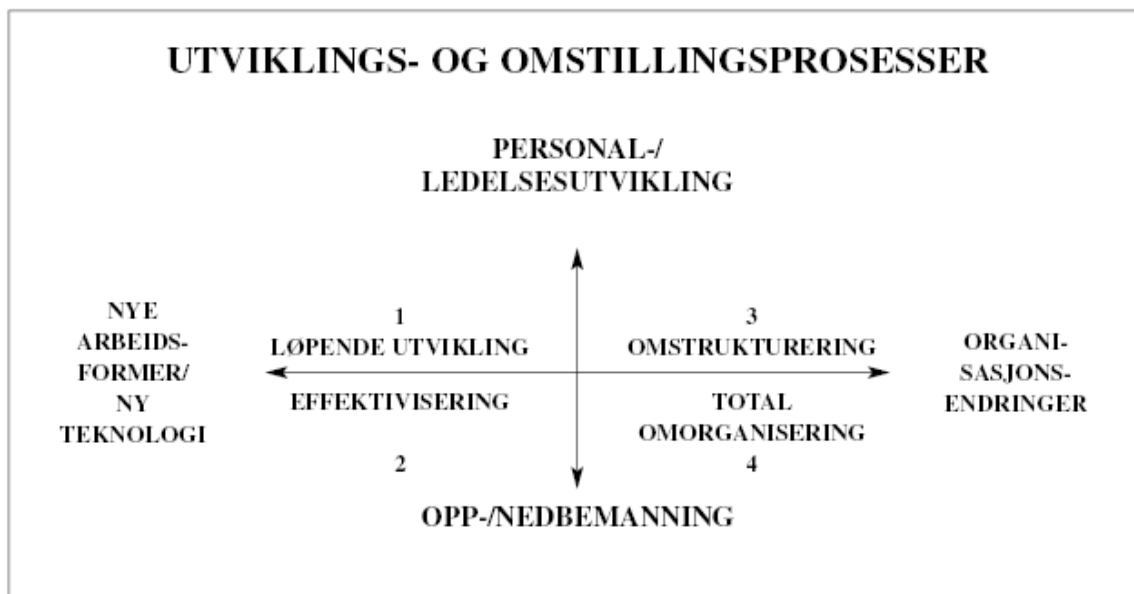 UTVIKLINGS- OG OMSTILLINGSPROSESSER
PERSONAL-/
LEDELSESUTVIKLING
NYE
ARBEIDS-
FORMER/
NY
TEKNOLOGI
1
LØPENDE UTVIKLING
3
OMSTRUKTURERING
ORGANI-
SASJONS-
ENDRINGER
EFFEKTIVISERING
2
TOTAL
OMORGANISERING
4
OPP-/NEDBEMANNING